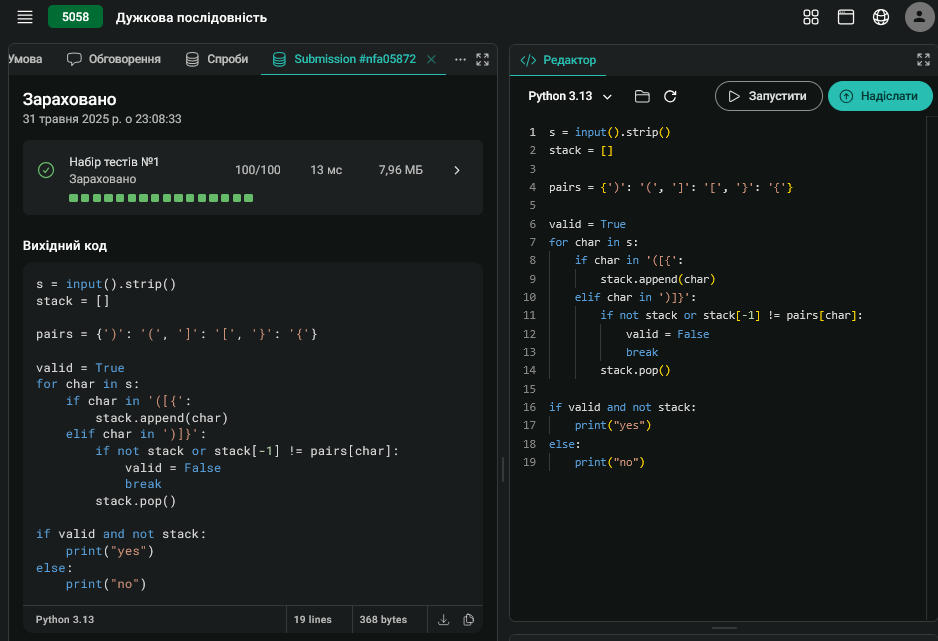 5058 Дужкова послідовність
Умова Обговорення Спроби Submission #nfa05872
Зараховано
31 травня 2025 р. о 23:08:33
Набір тестів №1
Зараховано
100/100 13 мс 7,96 МБ
Вихідний код
s = input().strip()
stack = []
pairs = {')': '(', ']': '[', '}': '{'}
valid = True
for char in s:
    if char in '([{':
        stack.append(char)
    elif char in ')]}':
        if not stack or stack[-1] != pairs[char]:
            valid = False
            break
        stack.pop()
if valid and not stack:
    print("yes")
else:
    print("no")
Python 3.13 19 lines 368 bytes
</> Редактор
Python 3.13 Запустити Надіслати
1 s = input().strip()
2 stack = []
3
4 pairs = {')': '(', ']': '[', '}': '{'}
5
6 valid = True
7 for char in s:
8     if char in '([{':
9         stack.append(char)
10     elif char in ')]}':
11         if not stack or stack[-1] != pairs[char]:
12             valid = False
13             break
14         stack.pop()
15
16 if valid and not stack:
17     print("yes")
18 else:
19     print("no")